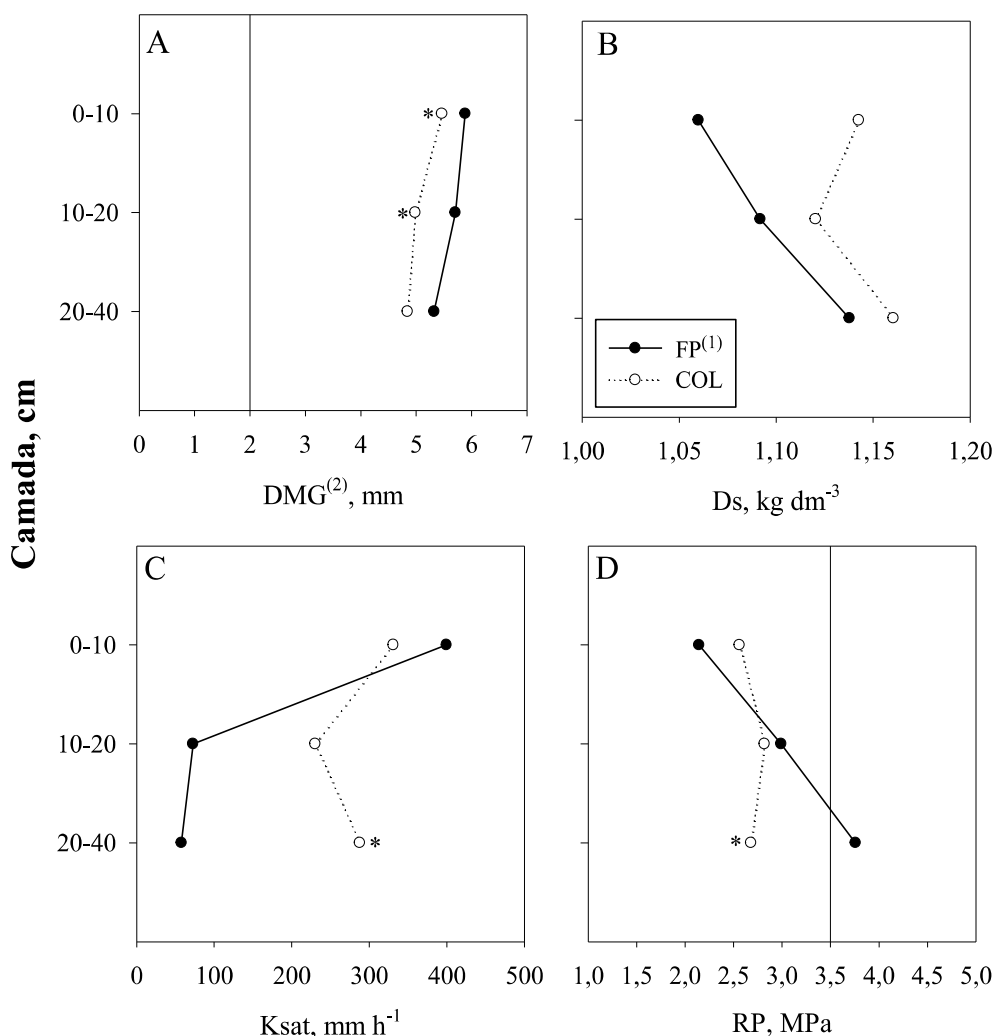 A
B
*
*
0-10
10-20
20-40
FP(1)
COL
0 1 2 3 4 5 6 7
1,00 1,05 1,10 1,15 1,20
DMG(2), mm
Ds, kg dm-3
Camada, cm
C
D
0-10
10-20
20-40
*
*
0 100 200 300 400 500
1,0 1,5 2,0 2,5 3,0 3,5 4,0 4,5 5,0
Ksat, mm h-1
RP, MPa